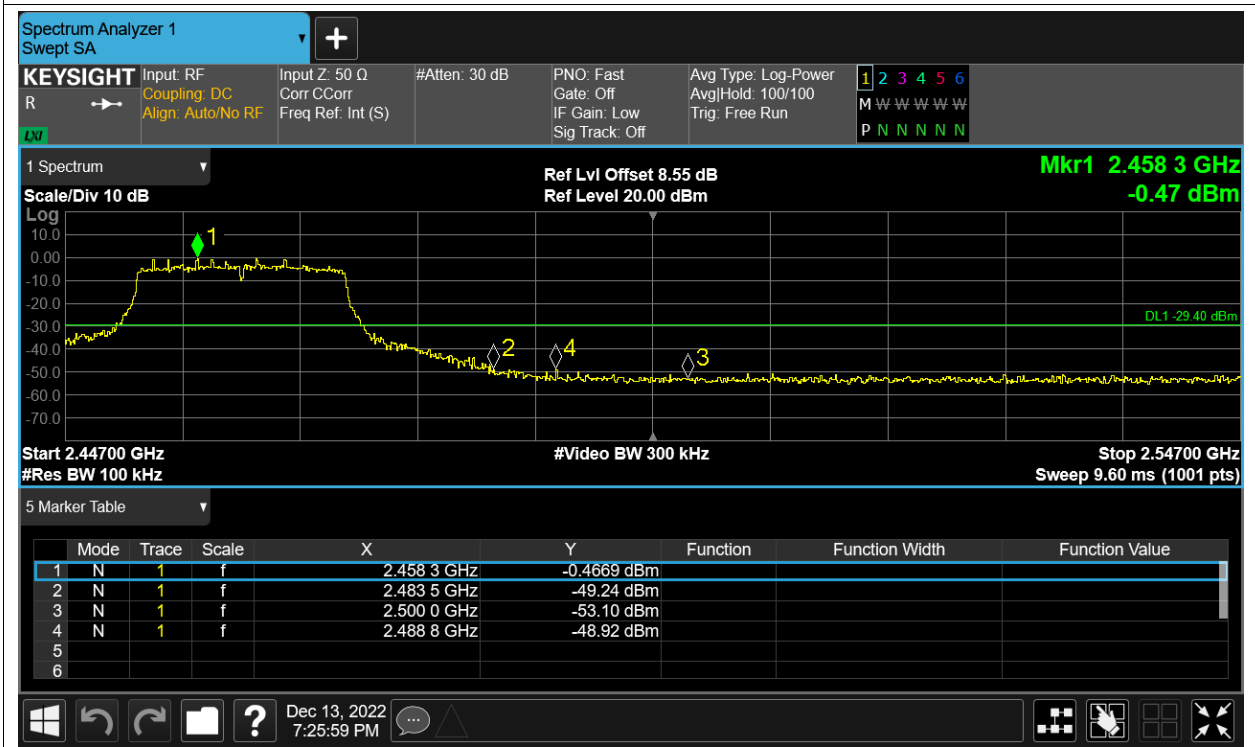 Spectrum Analyzer 1
Swept SA
+
KEYSIGHT Input: RF Input Z: 50 Ω #Atten: 30 dB PNO: Fast Avg Type: Log-Power 1 2 3 4 5 6
R Coupling: DC Corr CCorr Gate: Off Avg|Hold: 100/100 M W W W W W
Align: Auto/No RF Freq Ref: Int (S) IF Gain: Low Trig: Free Run
LXI Sig Track: Off P N N N N N
1 Spectrum Ref Lvl Offset 8.55 dB Mkr1 2.458 3 GHz
Scale/Div 10 dB Ref Level 20.00 dBm -0.47 dBm
Log
10.0
0.00
-10.0
-20.0
-30.0
-40.0
-50.0
-60.0
-70.0
1
DL1 -29.40 dBm
2 4 3
Start 2.44700 GHz #Video BW 300 kHz Stop 2.54700 GHz
#Res BW 100 kHz Sweep 9.60 ms (1001 pts)
5 Marker Table
Mode Trace Scale X Y Function Function Width Function Value
1 N 1 f 2.458 3 GHz -0.4669 dBm
2 N 1 f 2.483 5 GHz -49.24 dBm
3 N 1 f 2.500 0 GHz -53.10 dBm
4 N 1 f 2.488 8 GHz -48.92 dBm
5
6
? Dec 13, 2022
7:25:59 PM